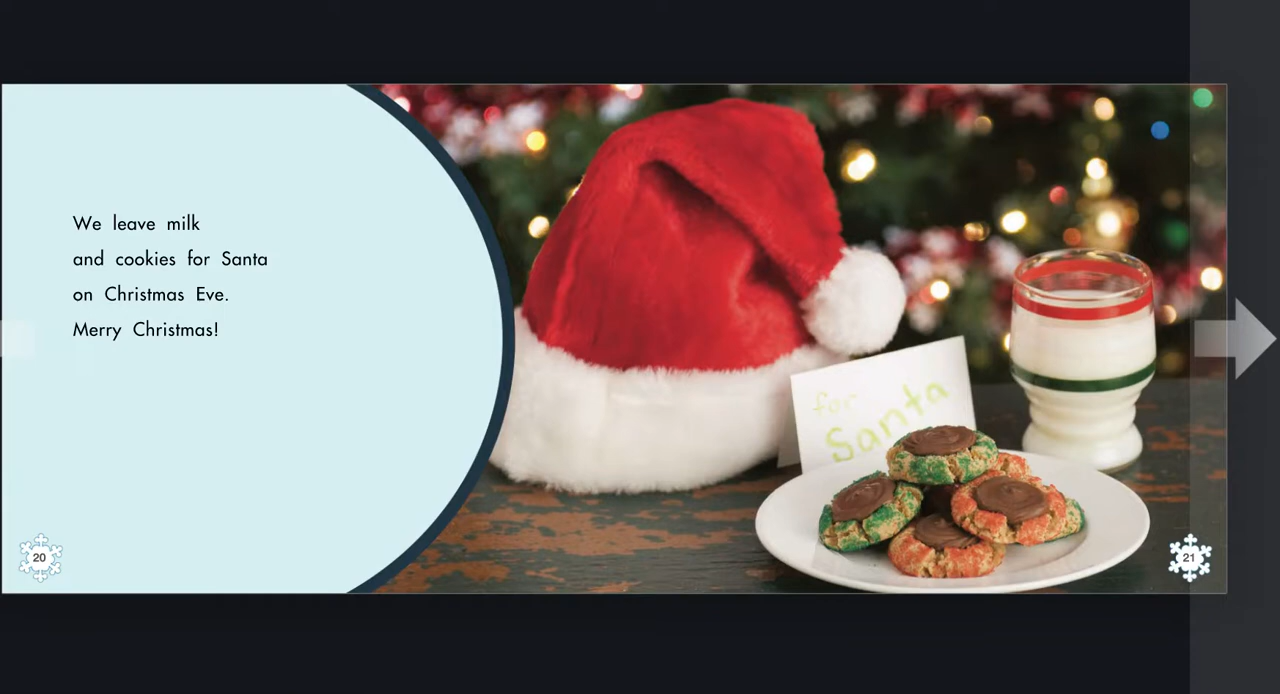 We leave milk
and cookies for Santa
on Christmas Eve.
Merry Christmas!
for
Santa
20
21